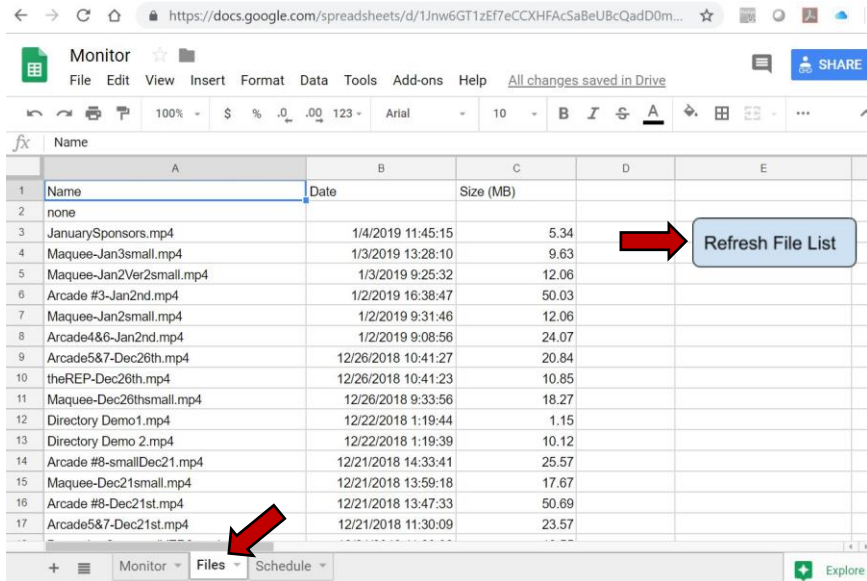 https://docs.google.com/spreadsheets/d/1Jnw6GT1zEf7eCCXHFAcSaBeUBcQadD0m...
Monitor
SHARE
File Edit View Insert Format Data Tools Add-ons Help All changes saved in Drive
100% $ % .0 .00 123 Arial 10 B I S A ...
fx Name
A B C D E
1 Name Date Size (MB)
2 none
3 JanuarySponsors.mp4 1/4/2019 11:45:15 5.34
4 Maquee-Jan3small.mp4 1/3/2019 13:28:10 9.63
Refresh File List
5 Maquee-Jan2Ver2small.mp4 1/3/2019 9:25:32 12.06
6 Arcade #3-Jan2nd.mp4 1/2/2019 16:38:47 50.03
7 Maquee-Jan2small.mp4 1/2/2019 9:31:46 12.06
8 Arcade4&6-Jan2nd.mp4 1/2/2019 9:08:56 24.07
9 Arcade5&7-Dec26th.mp4 12/26/2018 10:41:27 20.84
10 theREP-Dec26th.mp4 12/26/2018 10:41:23 10.85
11 Maquee-Dec26thsmall.mp4 12/26/2018 9:33:56 18.27
12 Directory Demo1.mp4 12/22/2018 1:19:44 1.15
13 Directory Demo 2.mp4 12/22/2018 1:19:39 10.12
14 Arcade #8-smallDec21.mp4 12/21/2018 14:33:41 25.57
15 Maquee-Dec21small.mp4 12/21/2018 13:59:18 17.67
16 Arcade #8-Dec21st.mp4 12/21/2018 13:47:33 50.69
17 Arcade5&7-Dec21st.mp4 12/21/2018 11:30:09 23.57
Monitor Files Schedule
Explore